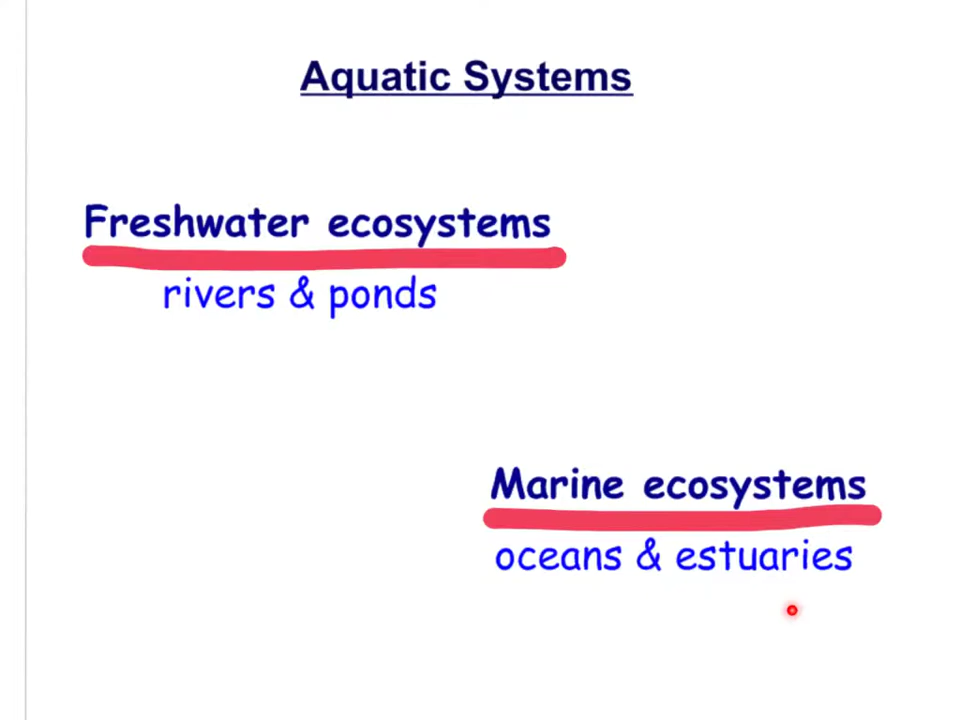 Aquatic Systems
Freshwater ecosystems
rivers & ponds
Marine ecosystems
oceans & estuaries